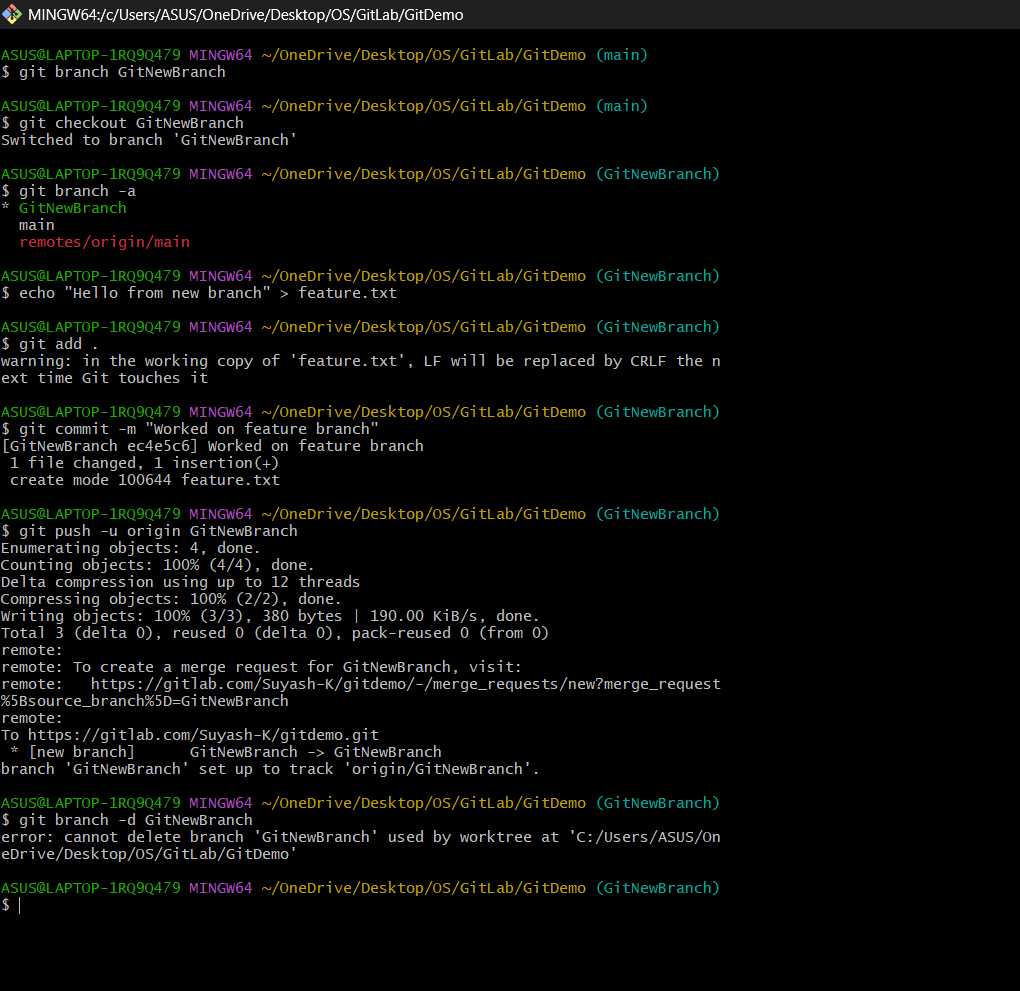 MINGW64:/c/Users/ASUS/OneDrive/Desktop/OS/GitLab/GitDemo
ASUS@LAPTOP-1RQ9Q479 MINGW64 ~/OneDrive/Desktop/OS/GitLab/GitDemo (main)
$ git branch GitNewBranch
ASUS@LAPTOP-1RQ9Q479 MINGW64 ~/OneDrive/Desktop/OS/GitLab/GitDemo (main)
$ git checkout GitNewBranch
Switched to branch 'GitNewBranch'
ASUS@LAPTOP-1RQ9Q479 MINGW64 ~/OneDrive/Desktop/OS/GitLab/GitDemo (GitNewBranch)
$ git branch -a
* GitNewBranch
  main
  remotes/origin/main
ASUS@LAPTOP-1RQ9Q479 MINGW64 ~/OneDrive/Desktop/OS/GitLab/GitDemo (GitNewBranch)
$ echo "Hello from new branch" > feature.txt
ASUS@LAPTOP-1RQ9Q479 MINGW64 ~/OneDrive/Desktop/OS/GitLab/GitDemo (GitNewBranch)
$ git add .
warning: in the working copy of 'feature.txt', LF will be replaced by CRLF the n
ext time Git touches it
ASUS@LAPTOP-1RQ9Q479 MINGW64 ~/OneDrive/Desktop/OS/GitLab/GitDemo (GitNewBranch)
$ git commit -m "Worked on feature branch"
[GitNewBranch ec4e5c6] Worked on feature branch
 1 file changed, 1 insertion(+)
 create mode 100644 feature.txt
ASUS@LAPTOP-1RQ9Q479 MINGW64 ~/OneDrive/Desktop/OS/GitLab/GitDemo (GitNewBranch)
$ git push -u origin GitNewBranch
Enumerating objects: 4, done.
Counting objects: 100% (4/4), done.
Delta compression using up to 12 threads
Compressing objects: 100% (2/2), done.
Writing objects: 100% (3/3), 380 bytes | 190.00 KiB/s, done.
Total 3 (delta 0), reused 0 (delta 0), pack-reused 0 (from 0)
remote:
remote: To create a merge request for GitNewBranch, visit:
remote:   https://gitlab.com/Suyash-K/gitdemo/-/merge_requests/new?merge_request
%5Bsource_branch%5D=GitNewBranch
remote:
To https://gitlab.com/Suyash-K/gitdemo.git
 * [new branch]      GitNewBranch -> GitNewBranch
branch 'GitNewBranch' set up to track 'origin/GitNewBranch'.
ASUS@LAPTOP-1RQ9Q479 MINGW64 ~/OneDrive/Desktop/OS/GitLab/GitDemo (GitNewBranch)
$ git branch -d GitNewBranch
error: cannot delete branch 'GitNewBranch' used by worktree at 'C:/Users/ASUS/On
eDrive/Desktop/OS/GitLab/GitDemo'
ASUS@LAPTOP-1RQ9Q479 MINGW64 ~/OneDrive/Desktop/OS/GitLab/GitDemo (GitNewBranch)
$